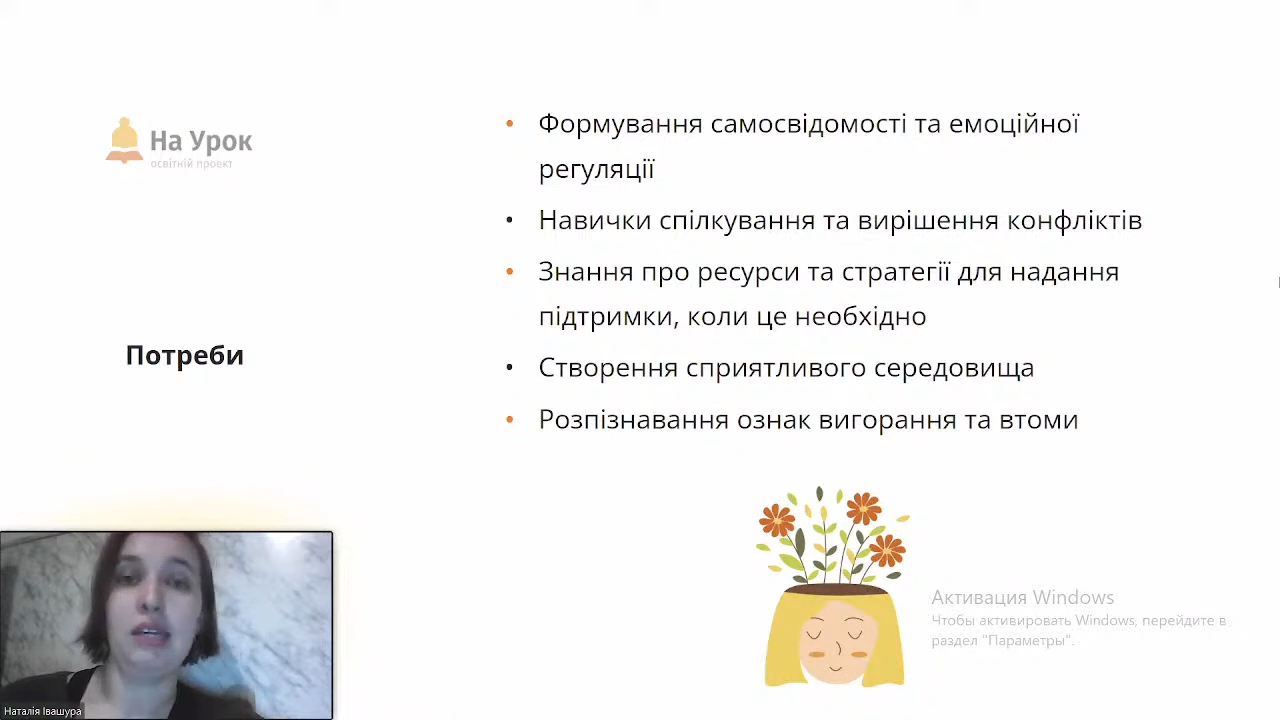 На Урок
освітній проект
Формування самосвідомості та емоційної
регуляції
Навички спілкування та вирішення конфліктів
Знання про ресурси та стратегії для надання
підтримки, коли це необхідно
Створення сприятливого середовища
Розпізнавання ознак вигорання та втоми
Потреби
Активация Windows
Чтобы активировать Windows, перейдите в
раздел "Параметры".
Наталія Івашура